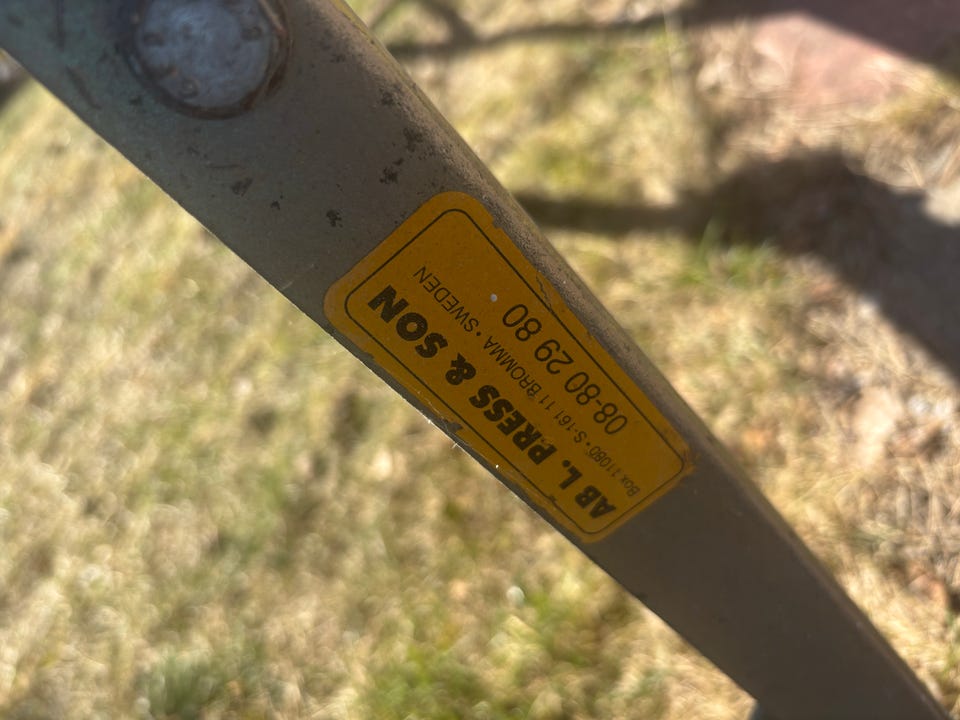 AB L. PRESS & SON
Box 11080 • S-161 11 BROMMA • SWEDEN
08-80 29 80